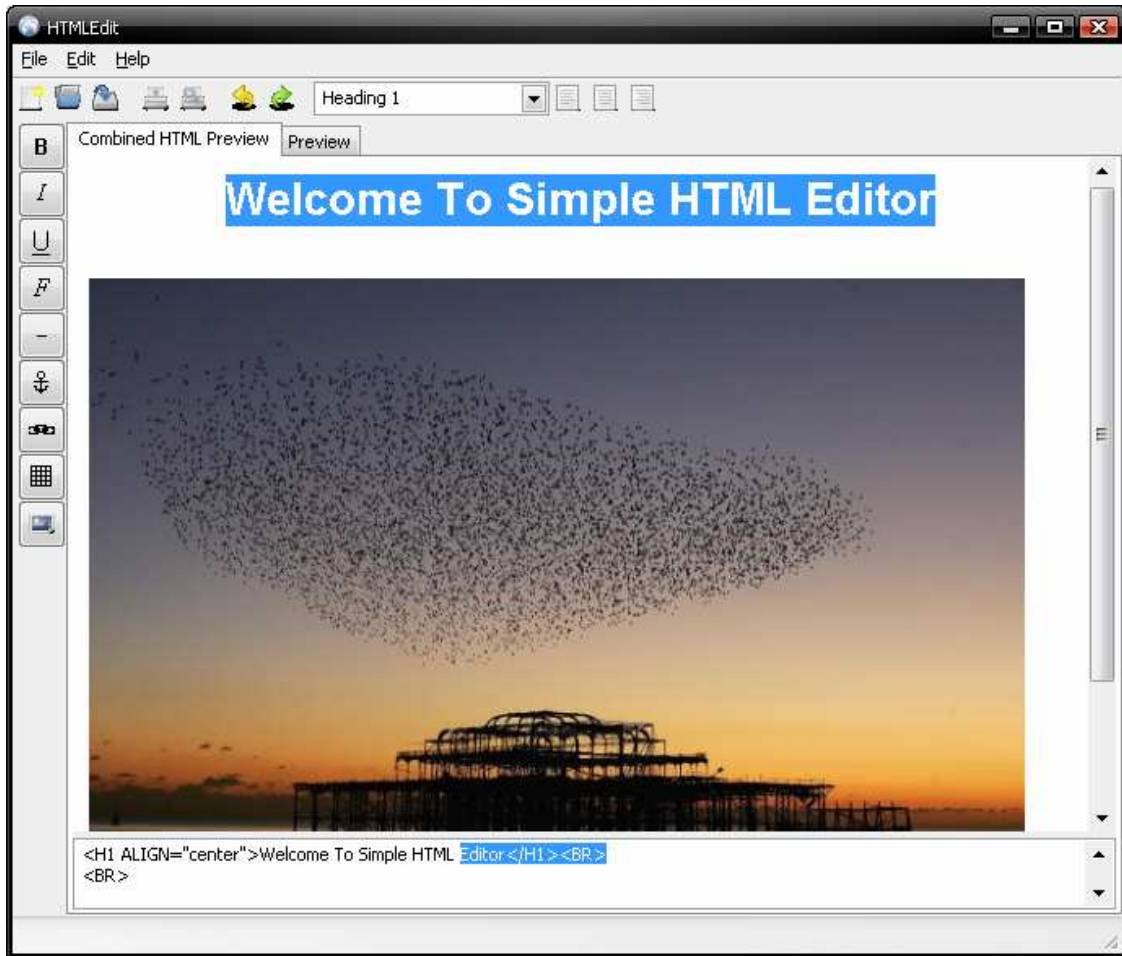 HTMLEdit
File Edit Help
Heading 1
B
Combined HTML Preview Preview
I
U
F
Welcome To Simple HTML Editor
<H1 ALIGN="center">Welcome To Simple HTML Editor</H1><BR>
<BR>